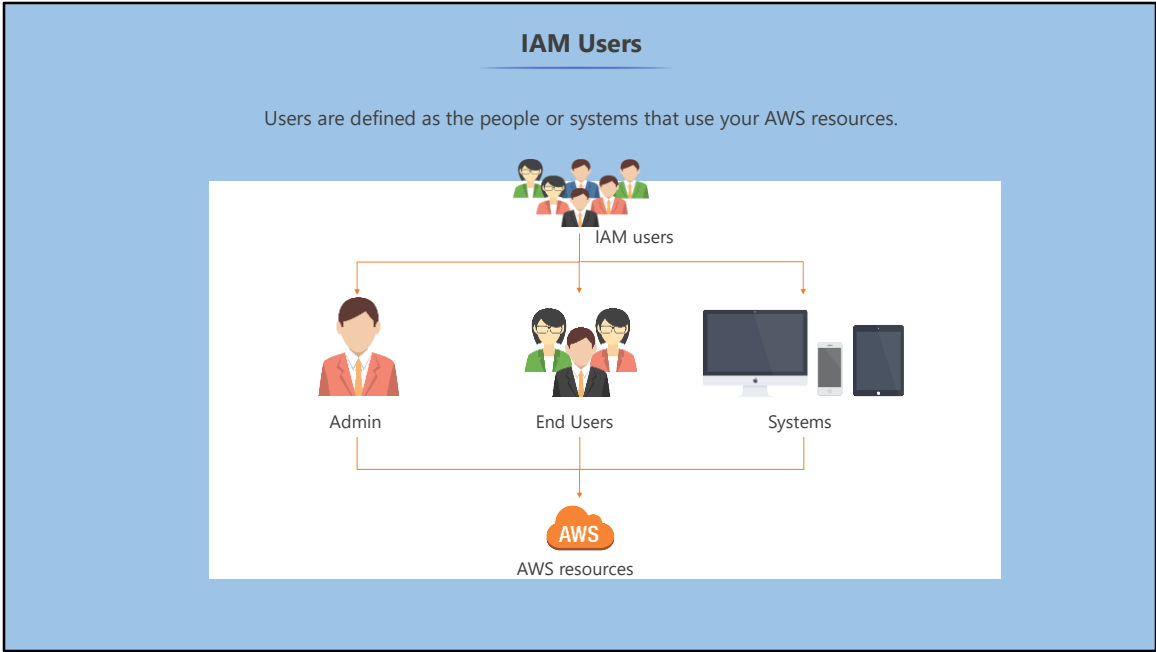 IAM Users
Users are defined as the people or systems that use your AWS resources.
IAM users
Admin
End Users
Systems
AWS
AWS resources